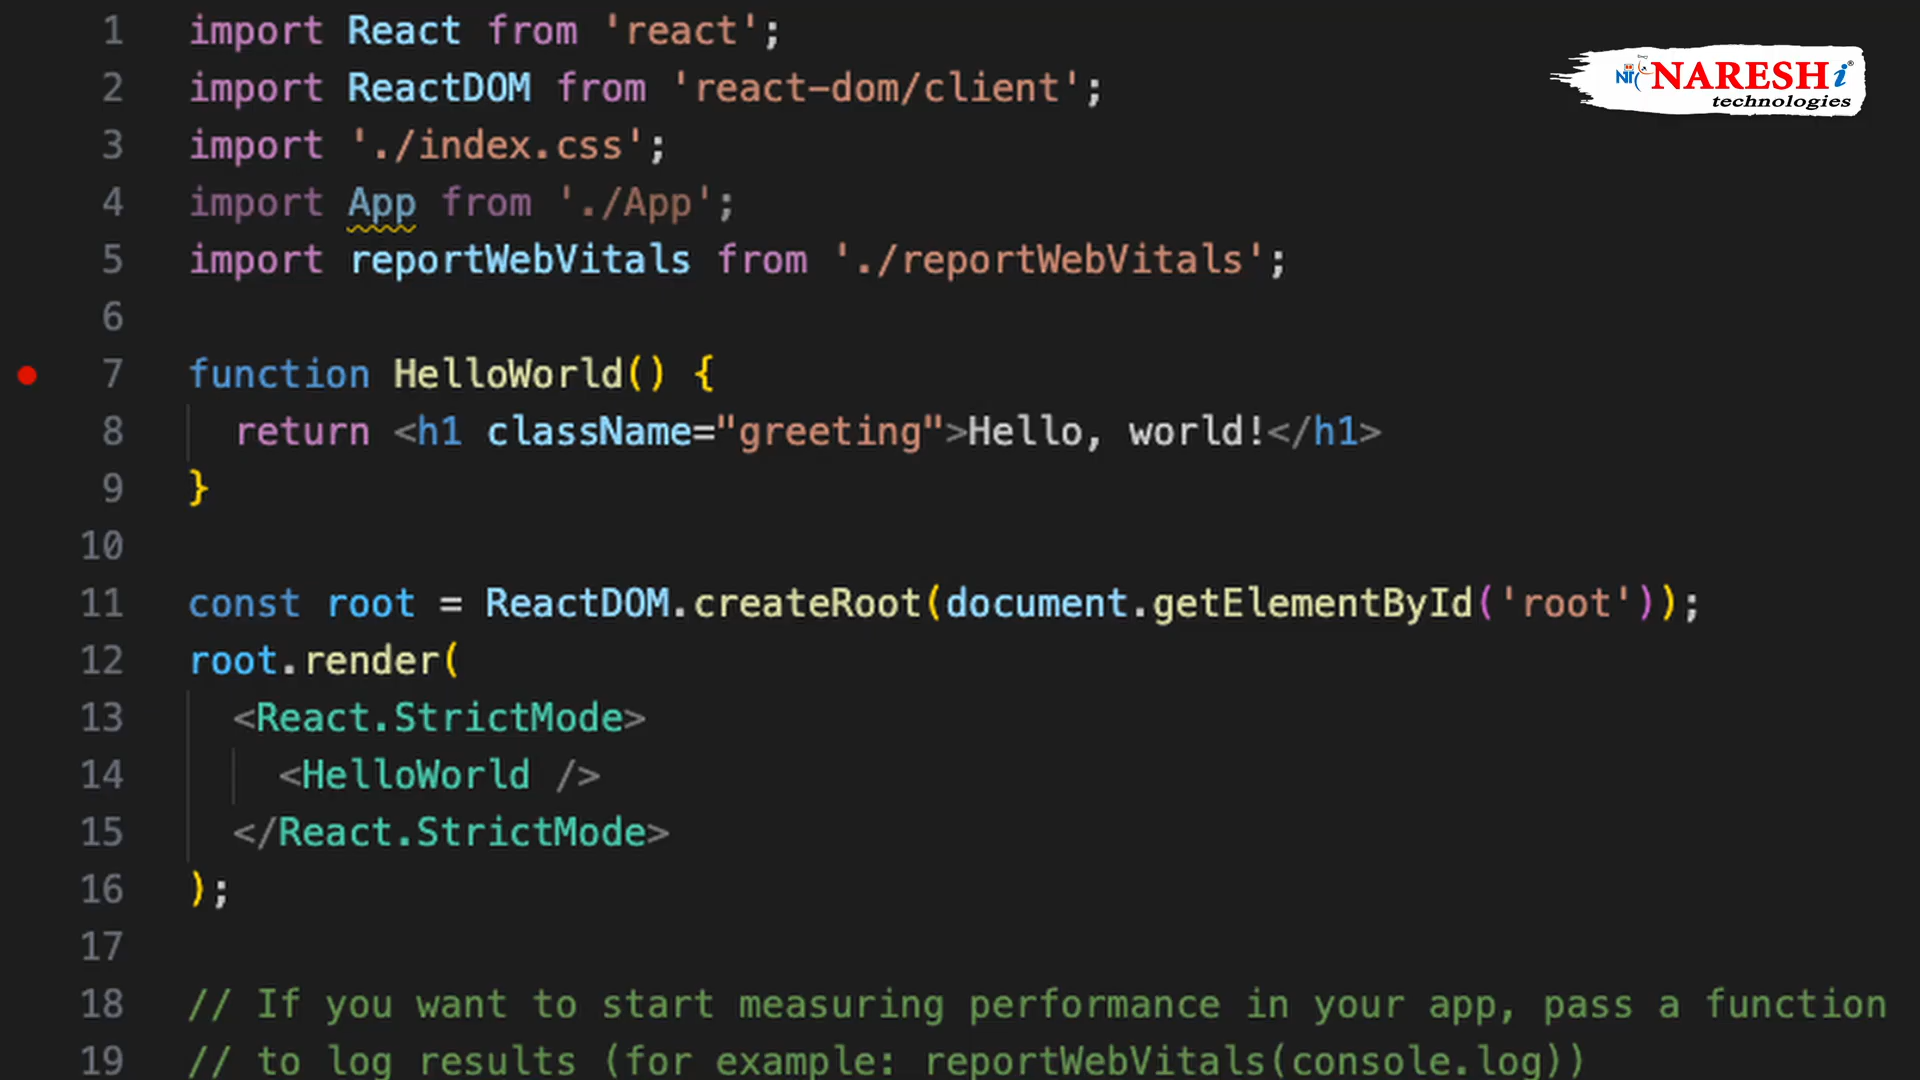 1 import React from 'react';
2 import ReactDOM from 'react-dom/client';
3 import './index.css';
4 import App from './App';
5 import reportWebVitals from './reportWebVitals';
6
7 function HelloWorld() {
8 return <h1 className="greeting">Hello, world!</h1>
9 }
10
11 const root = ReactDOM.createRoot(document.getElementById('root'));
12 root.render(
13 <React.StrictMode>
14 <HelloWorld />
15 </React.StrictMode>
16 );
17
18 // If you want to start measuring performance in your app, pass a function
19 // to log results (for example: reportWebVitals(console.log))
NARESH i ®
technologies